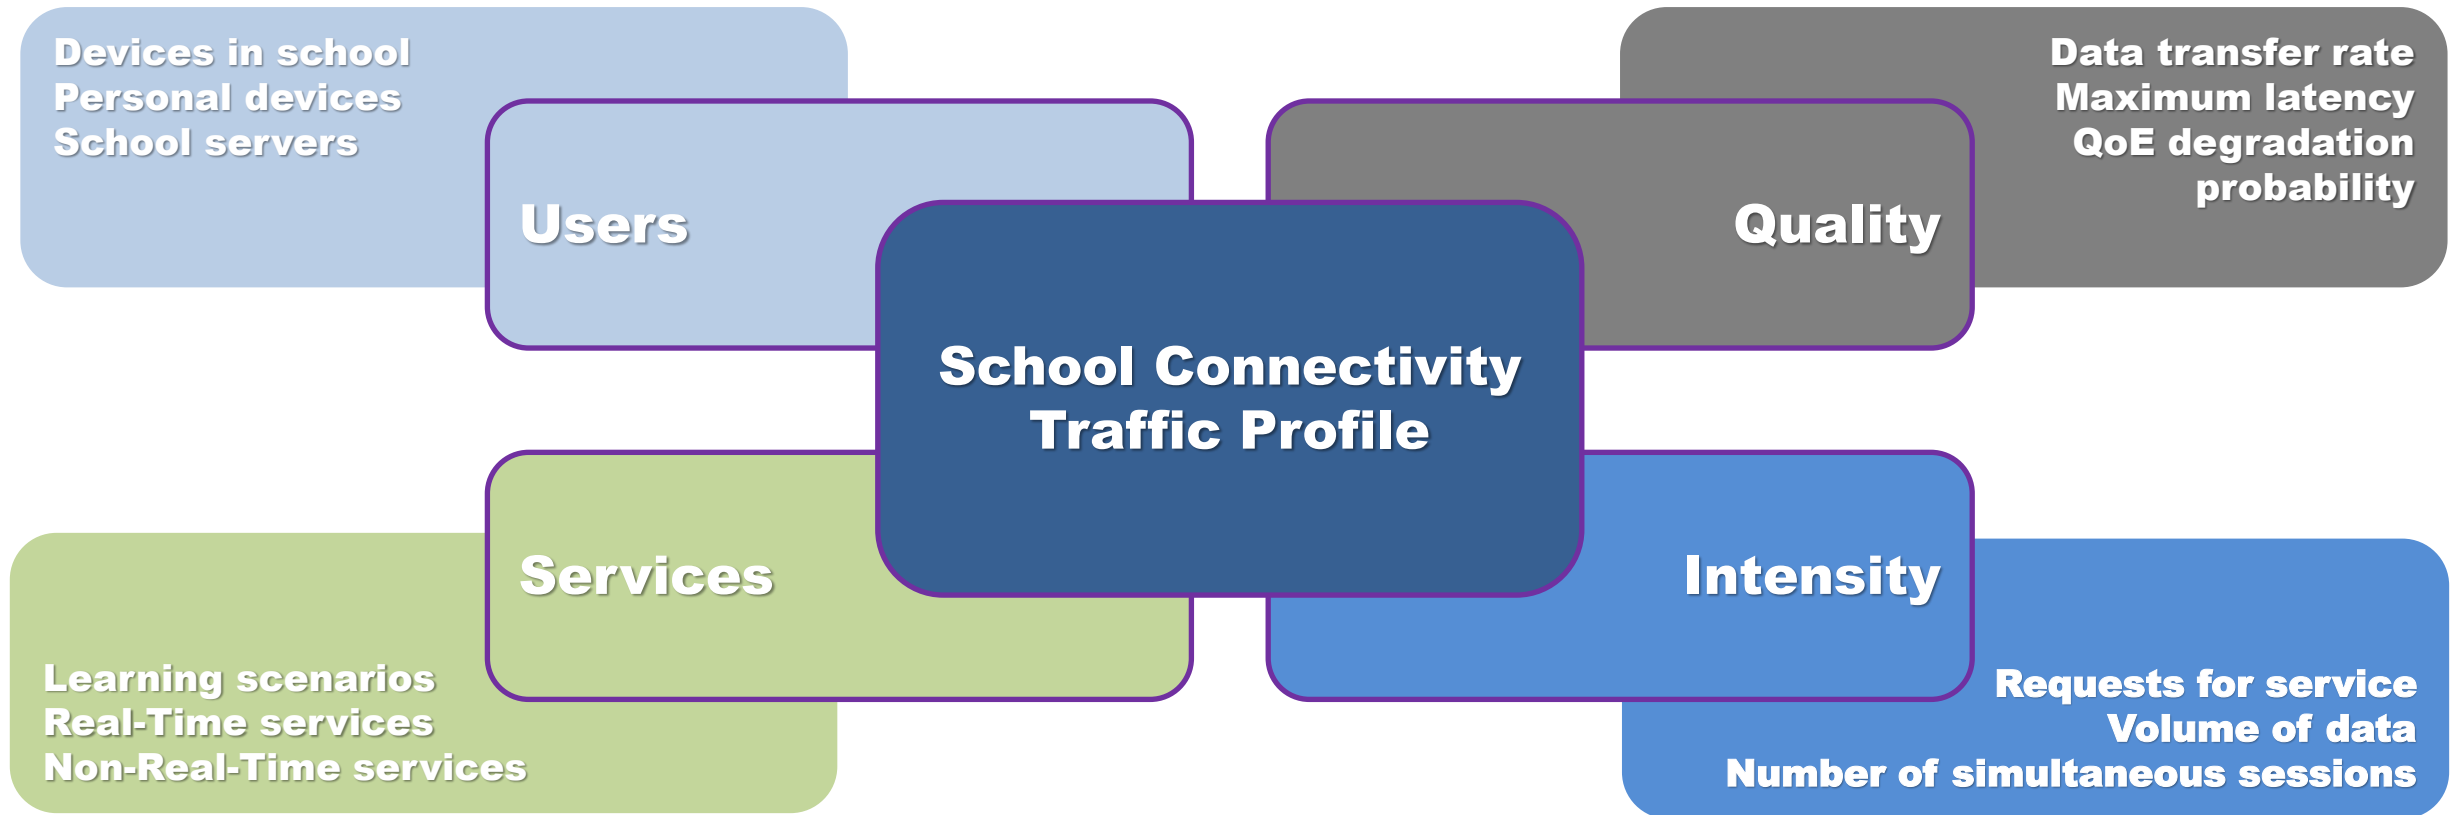 Devices in school
Personal devices
School servers
Users
Data transfer rate
Maximum latency
QoE degradation
probability
Quality
School Connectivity
Traffic Profile
Services
Learning scenarios
Real-Time services
Non-Real-Time services
Intensity
Requests for service
Volume of data
Number of simultaneous sessions